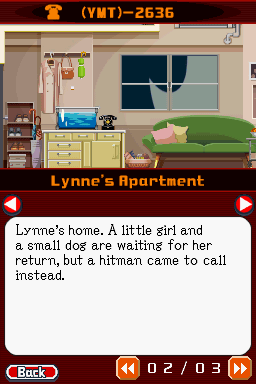 (YMT)-2636
Lynne's Apartment
Lynne's home. A little girl and
a small dog are waiting for her
return, but a hitman came to call
instead.
Back
02/03